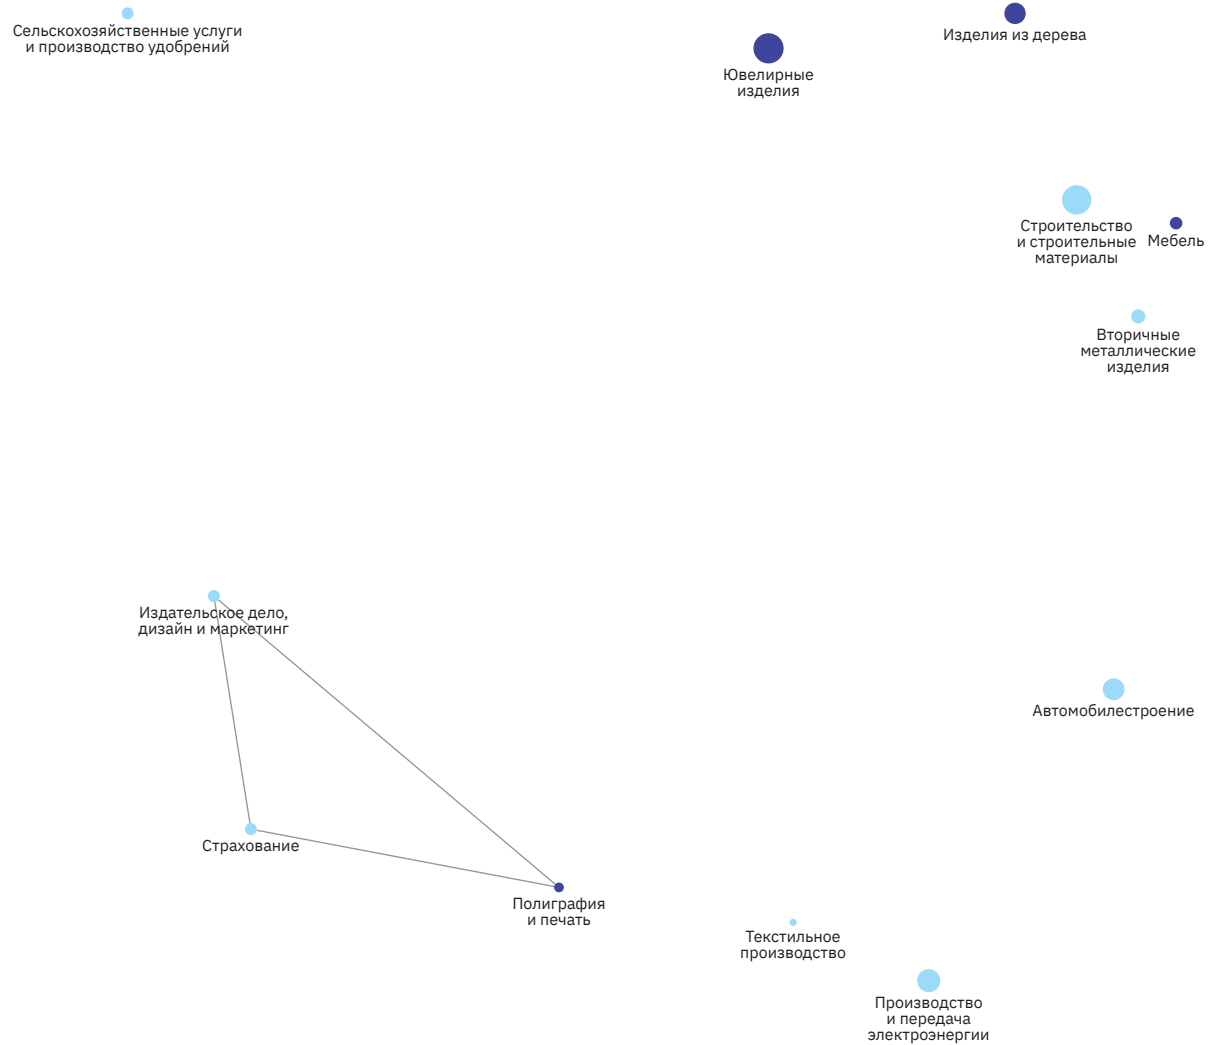 Сельскохозяйственные услуги
и производство удобрений
Изделия из дерева
Ювелирные
изделия
Строительство
и строительные
материалы
Мебель
Вторичные
металлические
изделия
Издательское дело,
дизайн и маркетинг
Автомобилестроение
Страхование
Полиграфия
и печать
Текстильное
производство
Производство
и передача
электроэнергии